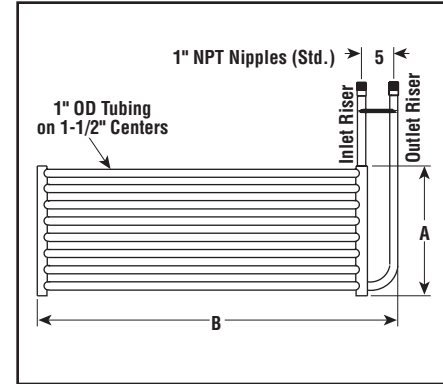 1" NPT Nipples (Std.)
5
1" OD Tubing
on 1-1/2" Centers
Inlet Riser
Outlet Riser
A
B